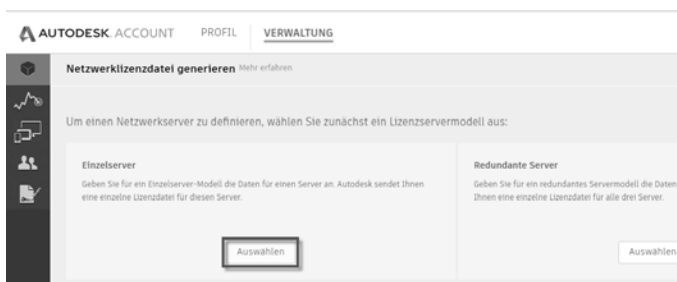 AUTODESK. ACCOUNT PROFIL VERWALTUNG
Netzwerklizenzdatei generieren Mehr erfahren
Um einen Netzwerkserver zu definieren, wählen Sie zunächst ein Lizenzservermodell aus:
Einzelserver
Geben Sie für ein Einzelserver-Modell die Daten für einen Server an. Autodesk sendet Ihnen
eine einzelne Lizenzdatei für diesen Server.
Auswählen
Redundante Server
Geben Sie für ein redundantes Servermodell die Daten
Ihnen eine einzelne Lizenzdatei für alle drei Server.
Auswählen